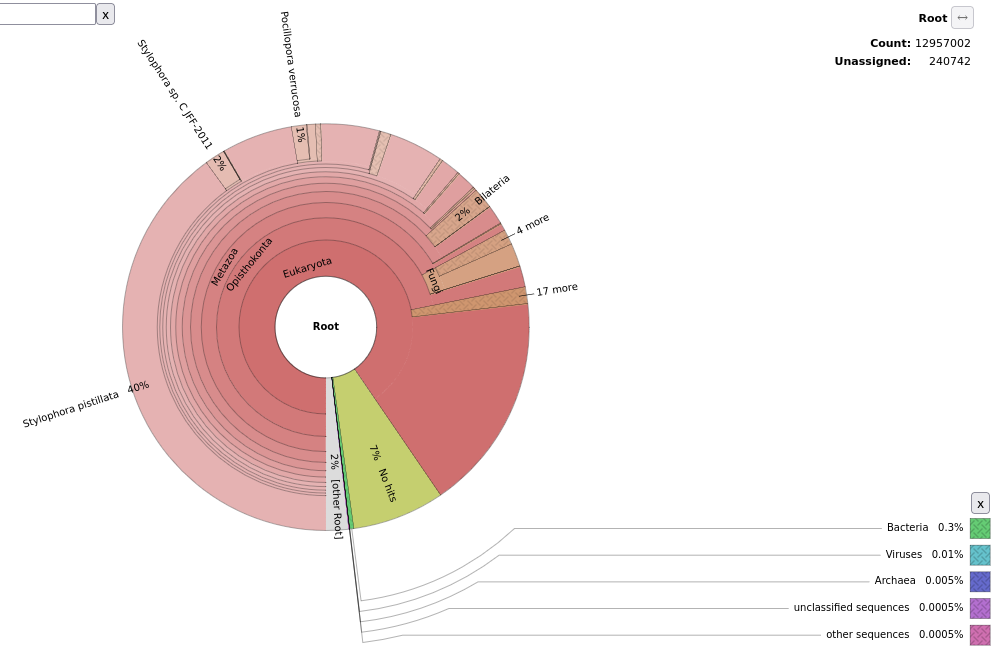 x
Root ↔
Count: 12957002
Unassigned: 240742
Pocillopora verrucosa
1%
Stylophora sp. CJFF-2011
2%
Bilateria
2%
4 more
17 more
Fungi
Metazoa
Opisthokonta
Eukaryota
Root
Stylophora pistillata 40%
7% No hits
2% [other Root]
x
Bacteria 0.3%
Viruses 0.01%
Archaea 0.005%
unclassified sequences 0.0005%
other sequences 0.0005%